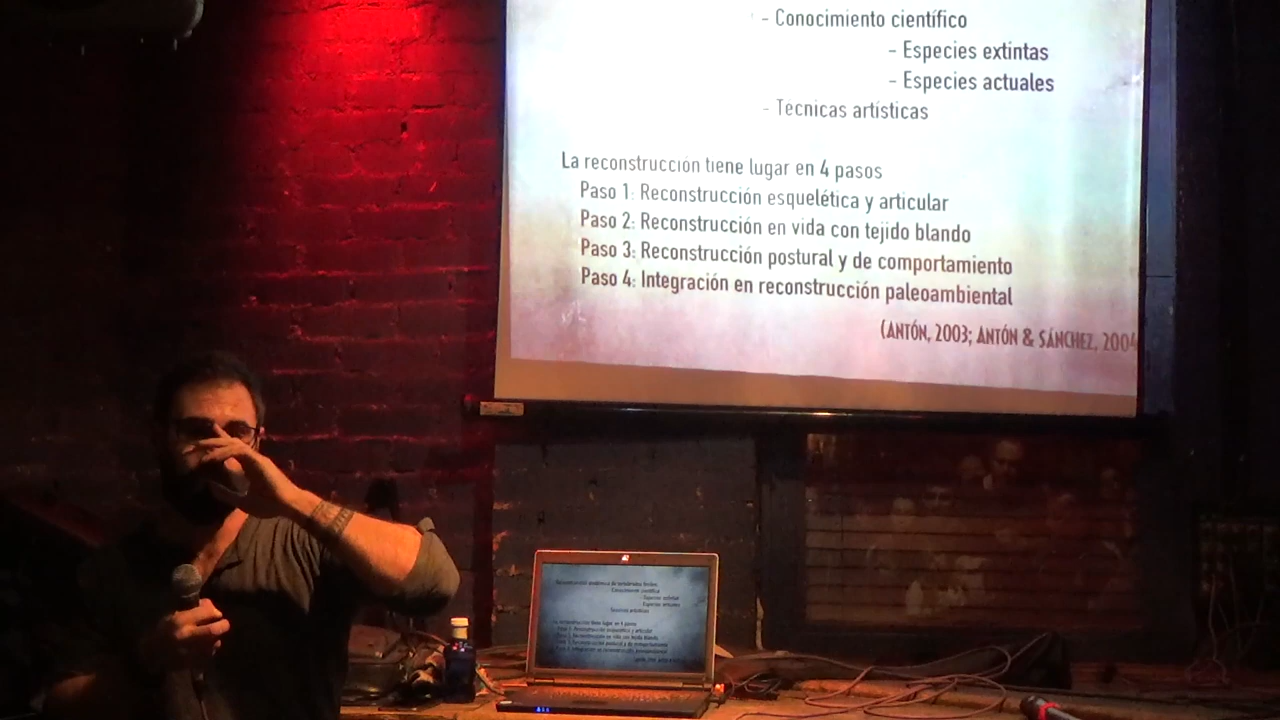 - Conocimiento científico
- Especies extintas
- Especies actuales
- Técnicas artísticas
La reconstrucción tiene lugar en 4 pasos
Paso 1: Reconstrucción esquelética y articular
Paso 2: Reconstrucción en vida con tejido blando
Paso 3: Reconstrucción postural y de comportamiento
Paso 4: Integración en reconstrucción paleoambiental
(ANTÓN, 2003; ANTÓN & SÁNCHEZ, 2004